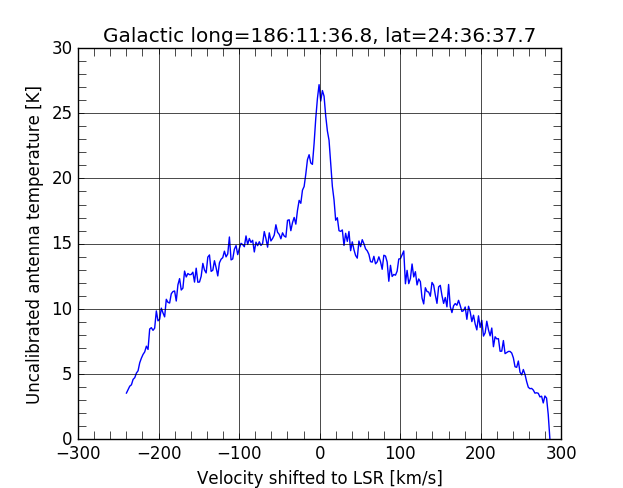 Galactic long=186:11:36.8, lat=24:36:37.7
Uncalibrated antenna temperature [K]
30
25
20
15
10
5
0
−300 −200 −100 0 100 200 300
Velocity shifted to LSR [km/s]